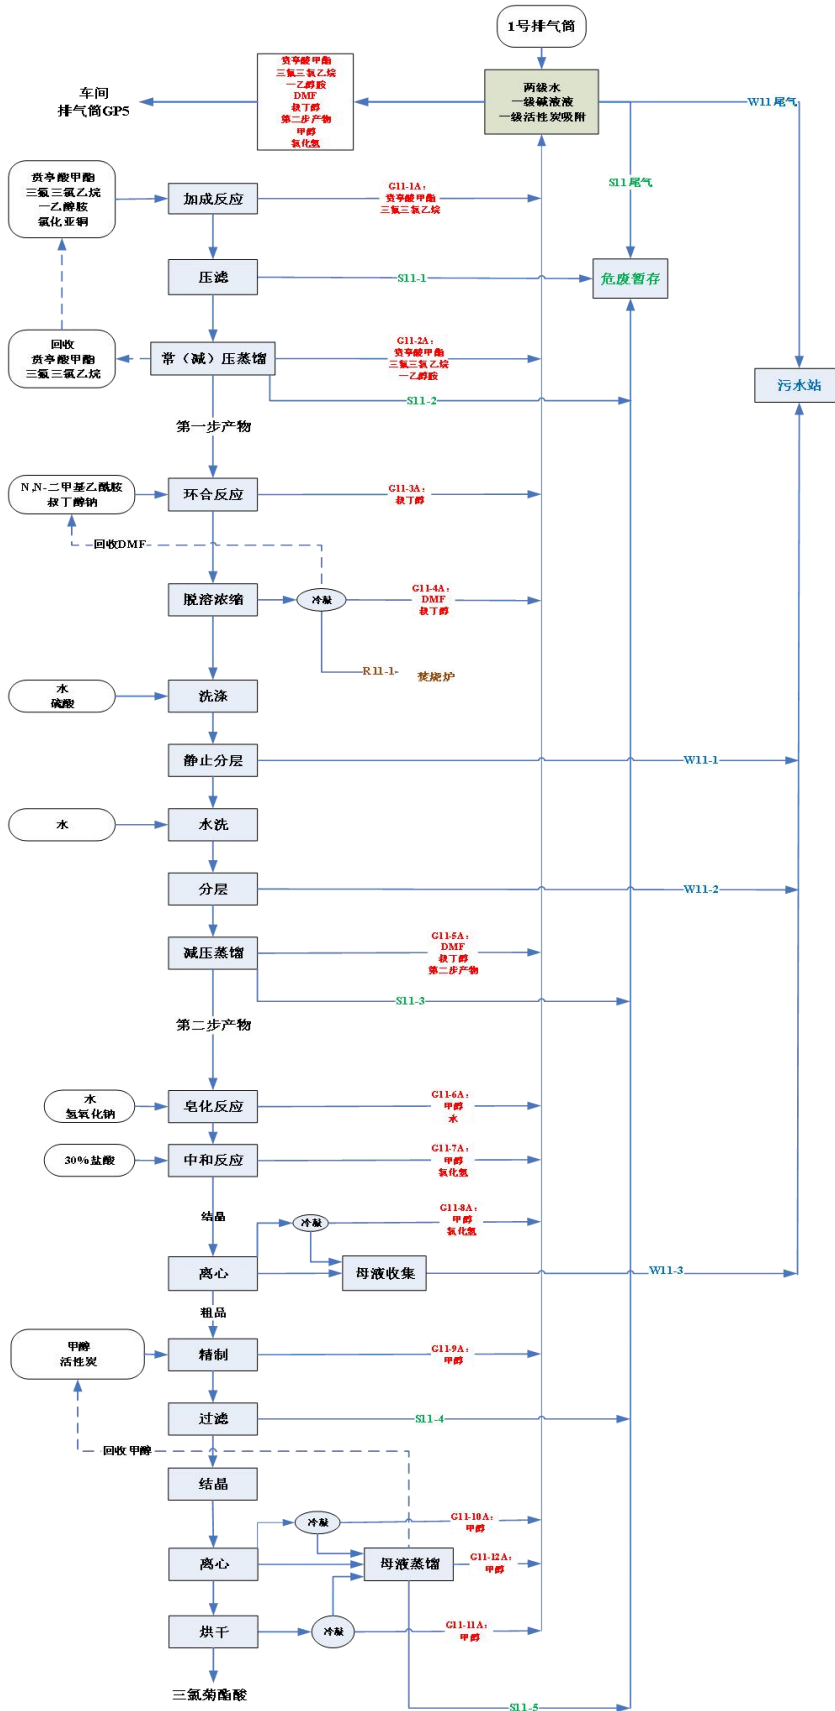 1号排气筒
贲亭酸甲酯
三氟三氯乙烷
一乙醇胺
DMF
叔丁醇
第二步产物
甲醇
氯化氢
两级水
一级碱液液
一级活性炭吸附
车间
排气筒GP5
W11尾气
S11尾气
贲亭酸甲酯
三氟三氯乙烷
一乙醇胺
氯化亚铜
加成反应
G11-1A：
贲亭酸甲酯
三氟三氯乙烷
压滤
S11-1
危废暂存
回收
贲亭酸甲酯
三氟三氯乙烷
常（减）压蒸馏
G11-2A：
贲亭酸甲酯
三氟三氯乙烷
一乙醇胺
S11-2
污水站
第一步产物
N,N-二甲基乙酰胺
叔丁醇钠
环合反应
G11-3A：
叔丁醇
回收DMF
脱溶浓缩
冷凝
G11-4A：
DMF
叔丁醇
R11-1
焚烧炉
水
硫酸
洗涤
静止分层
W11-1
水
水洗
分层
W11-2
减压蒸馏
G11-5A：
DMF
叔丁醇
第二步产物
S11-3
第二步产物
水
氢氧化钠
皂化反应
G11-6A：
甲醇
水
30%盐酸
中和反应
G11-7A：
甲醇
氯化氢
结晶
冷凝
G11-8A：
甲醇
氯化氢
离心
母液收集
W11-3
粗品
甲醇
活性炭
精制
G11-9A：
甲醇
过滤
S11-4
回收甲醇
结晶
冷凝
G11-10A：
甲醇
离心
母液蒸馏
G11-12A：
甲醇
烘干
冷凝
G11-11A：
甲醇
三氯菊酯酸
S11-5